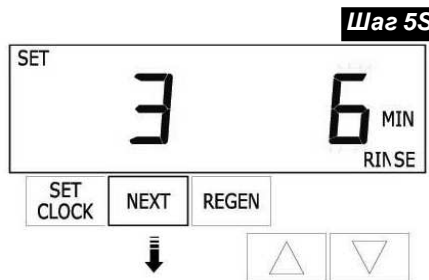 Шаг 5S
SET
3 6 MIN
RINSE
SET CLOCK NEXT REGEN